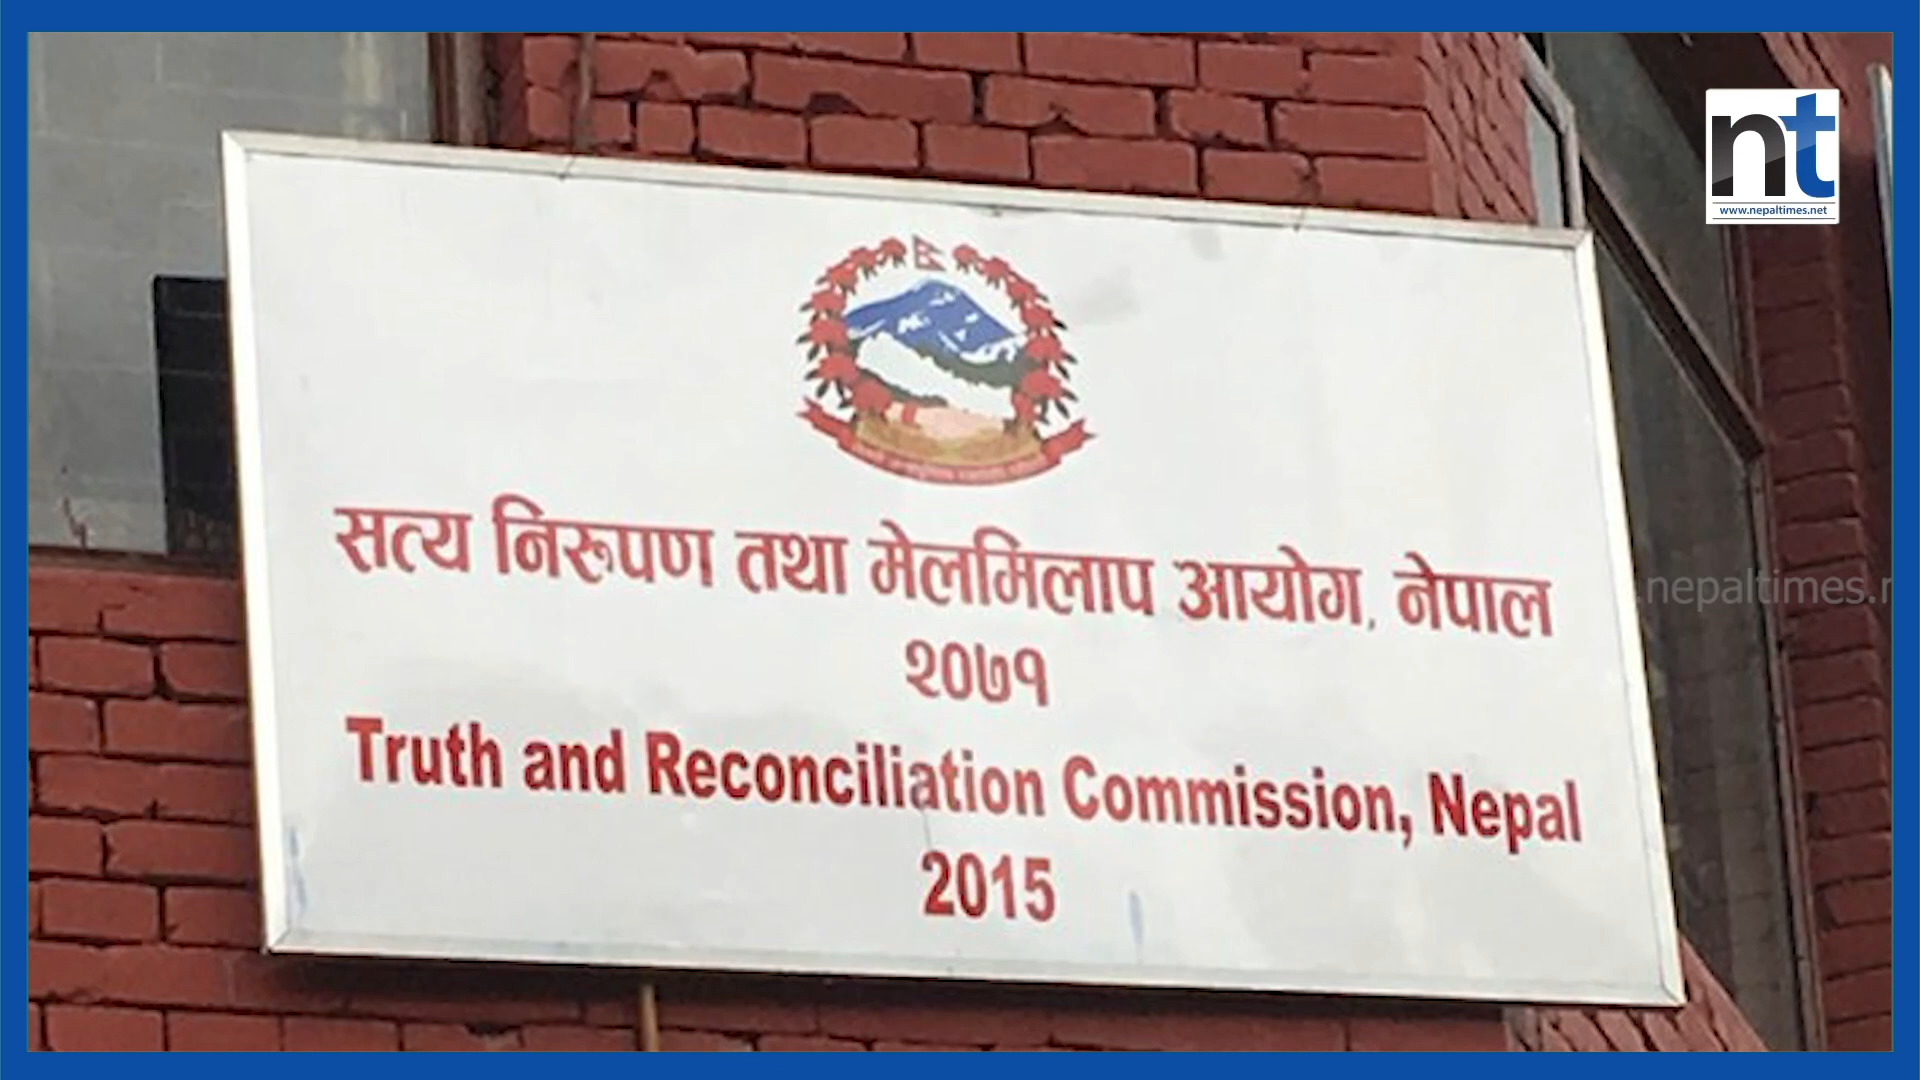 nt
www.nepaltimes.net
सत्य निरुपण तथा मेलमिलाप आयोग, नेपाल
.nepaltimes.n
२०७१
Truth and Reconciliation Commission, Nepal
2015